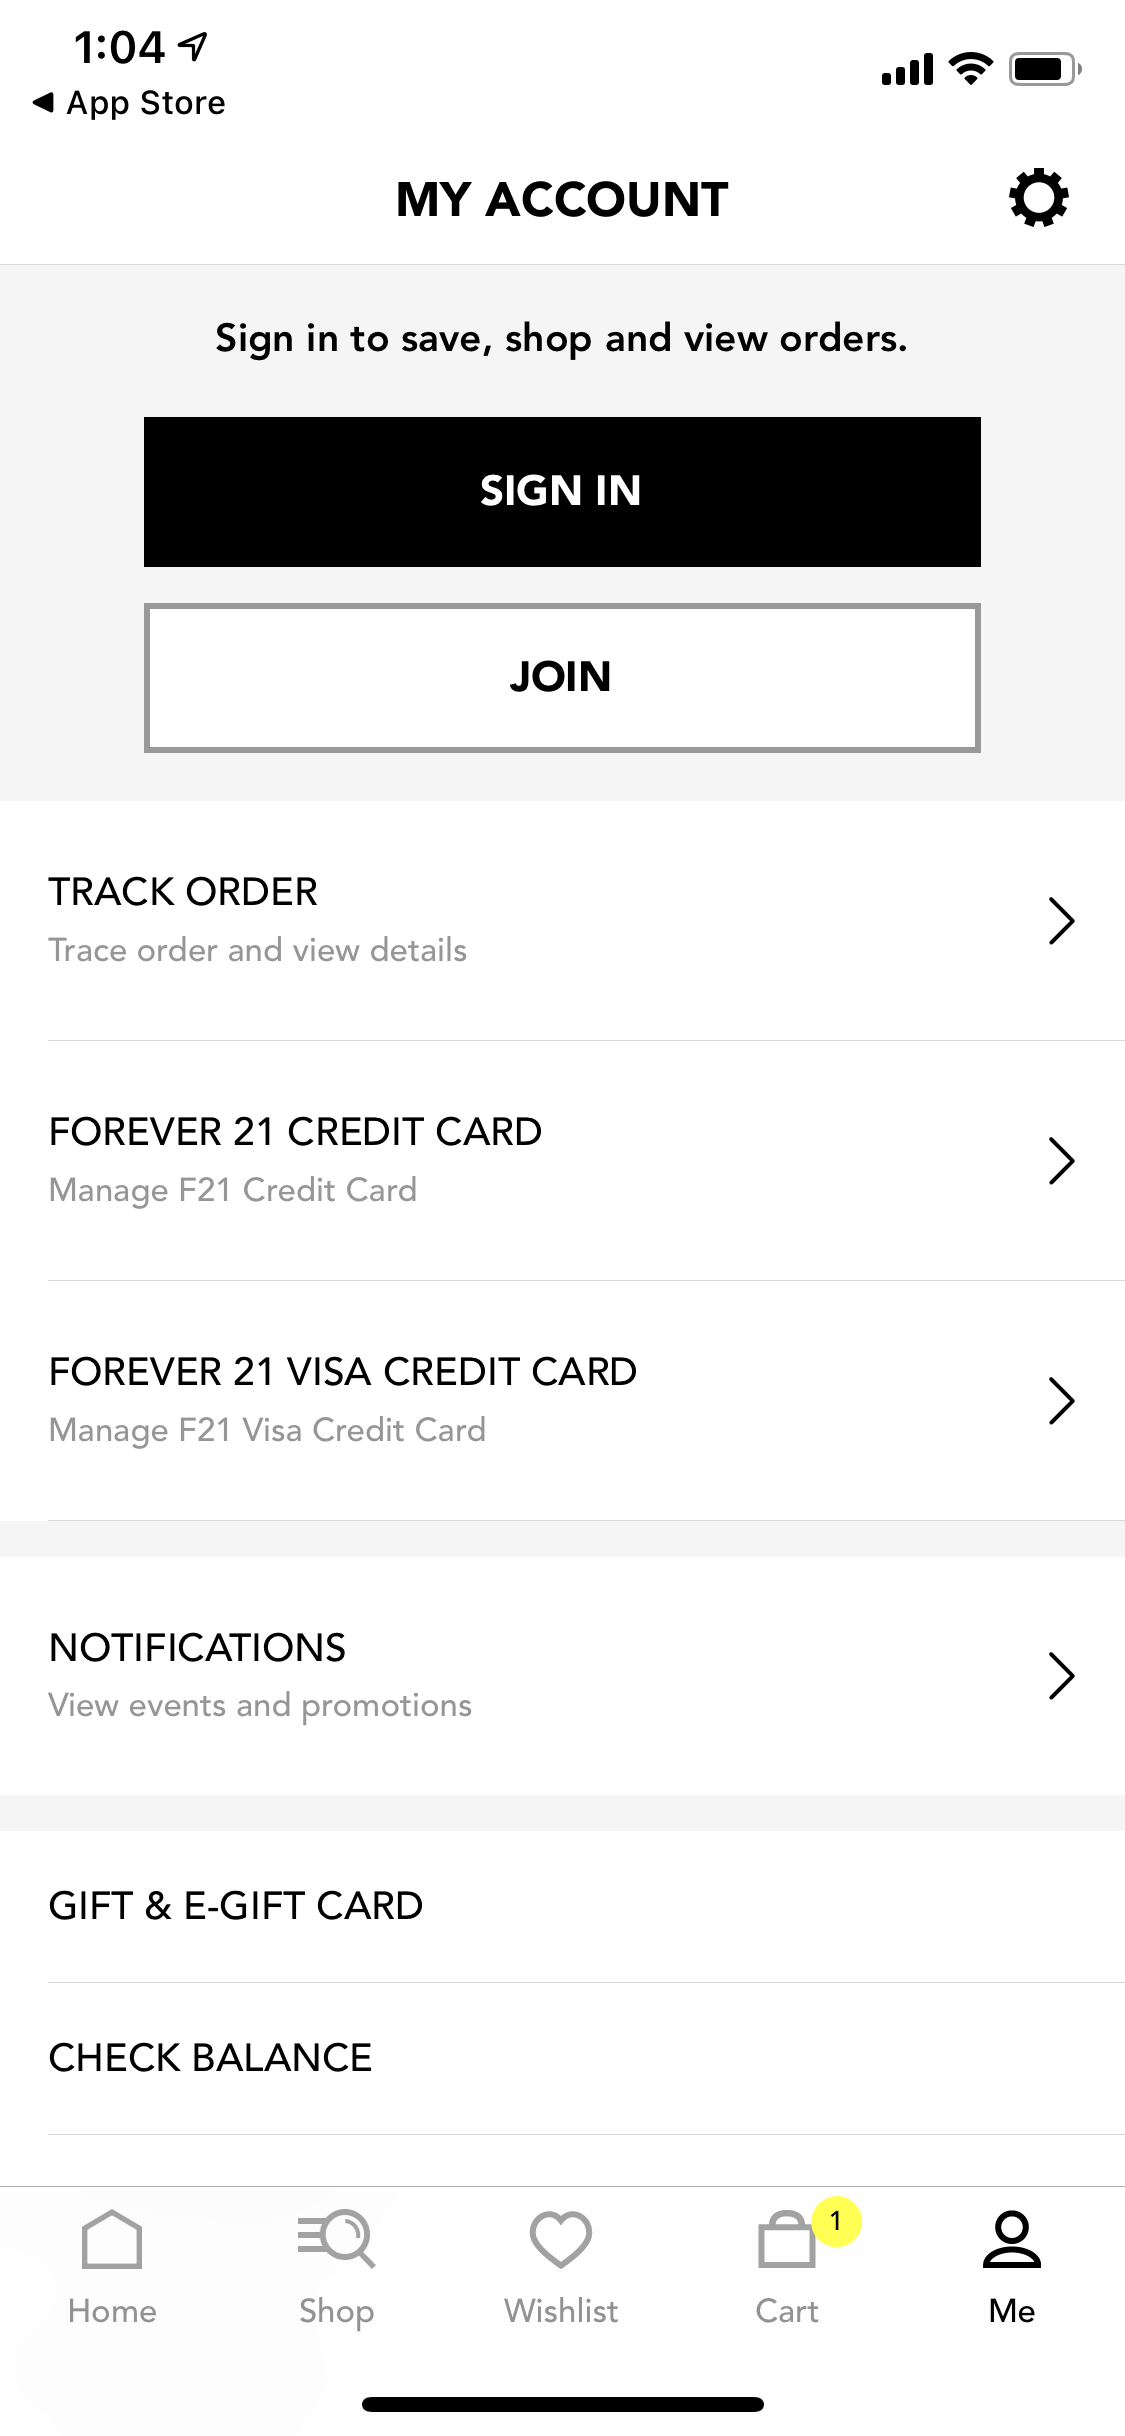 1:04
App Store
MY ACCOUNT
Sign in to save, shop and view orders.
SIGN IN
JOIN
TRACK ORDER
Trace order and view details
FOREVER 21 CREDIT CARD
Manage F21 Credit Card
FOREVER 21 VISA CREDIT CARD
Manage F21 Visa Credit Card
NOTIFICATIONS
View events and promotions
GIFT & E-GIFT CARD
CHECK BALANCE
1
Home Shop Wishlist Cart Me